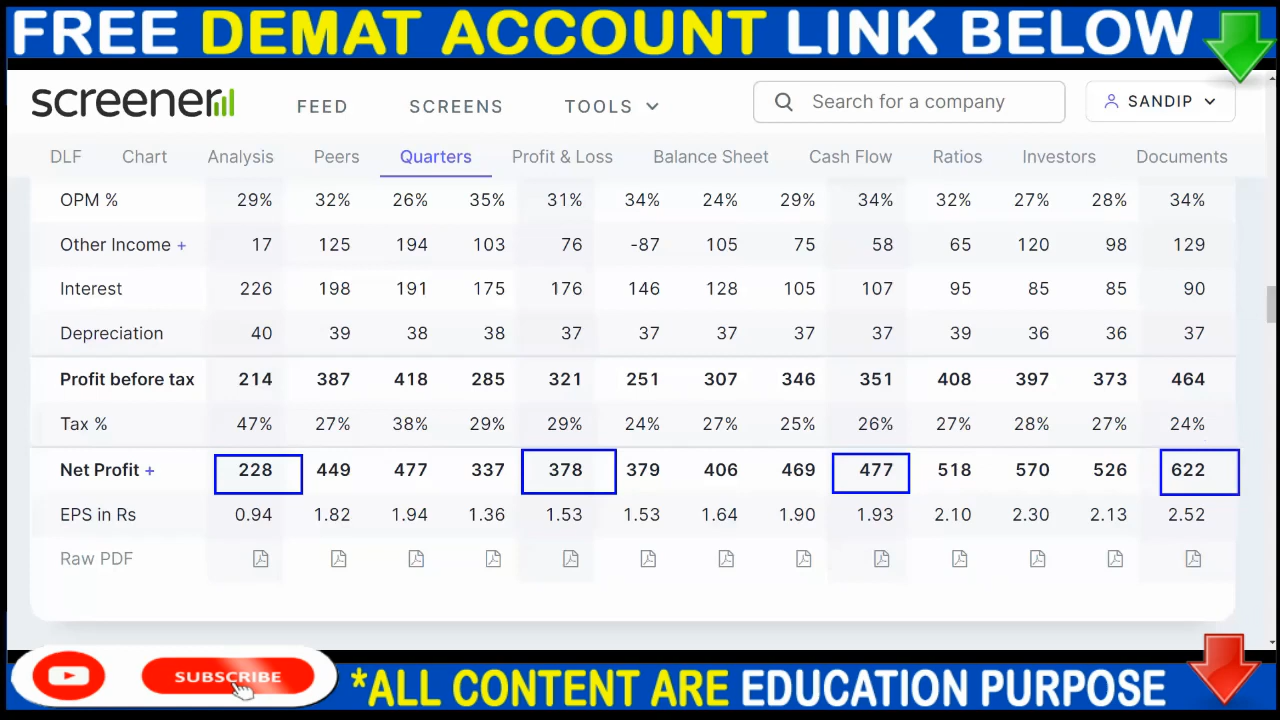 FREE DEMAT ACCOUNT LINK BELOW
screener FEED SCREENS TOOLS Search for a company SANDIP
DLF Chart Analysis Peers Quarters Profit & Loss Balance Sheet Cash Flow Ratios Investors Documents
OPM % 29% 32% 26% 35% 31% 34% 24% 29% 34% 32% 27% 28% 34%
Other Income + 17 125 194 103 76 -87 105 75 58 65 120 98 129
Interest 226 198 191 175 176 146 128 105 107 95 85 85 90
Depreciation 40 39 38 38 37 37 37 37 37 39 36 36 37
Profit before tax 214 387 418 285 321 251 307 346 351 408 397 373 464
Tax % 47% 27% 38% 29% 29% 24% 27% 25% 26% 27% 28% 27% 24%
Net Profit + 228 449 477 337 378 379 406 469 477 518 570 526 622
EPS in Rs 0.94 1.82 1.94 1.36 1.53 1.53 1.64 1.90 1.93 2.10 2.30 2.13 2.52
Raw PDF
SUBSCRIBE *ALL CONTENT ARE EDUCATION PURPOSE